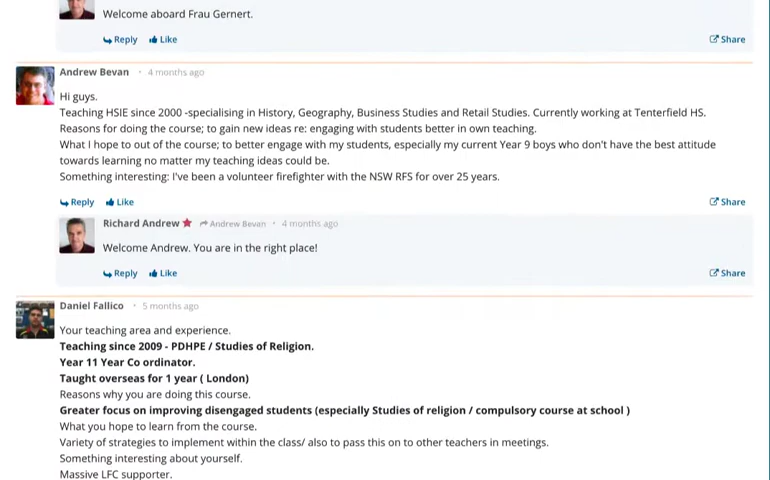 Welcome aboard Frau Gernert.
Reply Like Share
Andrew Bevan • 4 months ago
Hi guys.
Teaching HSIE since 2000 -specialising in History, Geography, Business Studies and Retail Studies. Currently working at Tenterfield HS.
Reasons for doing the course; to gain new ideas re: engaging with students better in own teaching.
What I hope to out of the course; to better engage with my students, especially my current Year 9 boys who don't have the best attitude
towards learning no matter my teaching ideas could be.
Something interesting: I've been a volunteer firefighter with the NSW RFS for over 25 years.
Reply Like Share
Richard Andrew Andrew Bevan • 4 months ago
Welcome Andrew. You are in the right place!
Reply Like Share
Daniel Fallico • 5 months ago
Your teaching area and experience.
Teaching since 2009 - PDHPE / Studies of Religion.
Year 11 Year Co ordinator.
Taught overseas for 1 year ( London)
Reasons why you are doing this course.
Greater focus on improving disengaged students (especially Studies of religion / compulsory course at school )
What you hope to learn from the course.
Variety of strategies to implement within the class/ also to pass this on to other teachers in meetings.
Something interesting about yourself.
Massive LFC supporter.